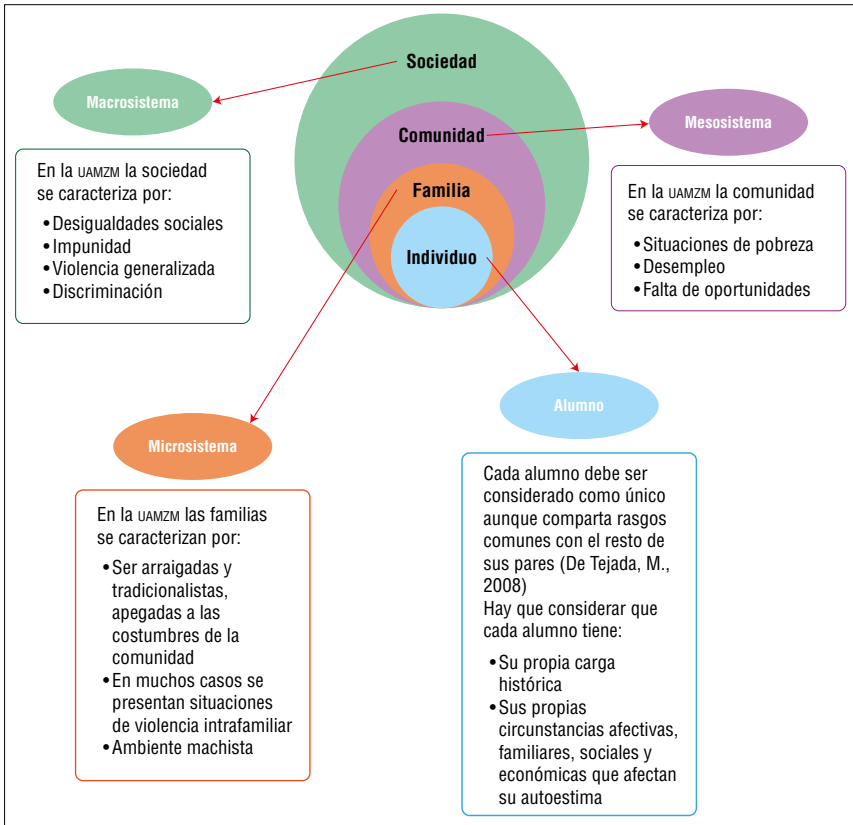 Sociedad
Comunidad
Familia
Individuo
Macrosistema
En la UAMZM la sociedad
se caracteriza por:
•Desigualdades sociales
•Impunidad
•Violencia generalizada
•Discriminación
Mesosistema
En la UAMZM la comunidad
se caracteriza por:
•Situaciones de pobreza
•Desempleo
•Falta de oportunidades
Microsistema
En la UAMZM las familias
se caracterizan por:
•Ser arraigadas y
tradicionalistas,
apegadas a las
costumbres de la
comunidad
•En muchos casos se
presentan situaciones
de violencia intrafamiliar
•Ambiente machista
Alumno
Cada alumno debe ser
considerado como único
aunque comparta rasgos
comunes con el resto de
sus pares (De Tejada, M.,
2008)
Hay que considerar que
cada alumno tiene:
•Su propia carga
histórica
•Sus propias
circunstancias afectivas,
familiares, sociales y
económicas que afectan
su autoestima